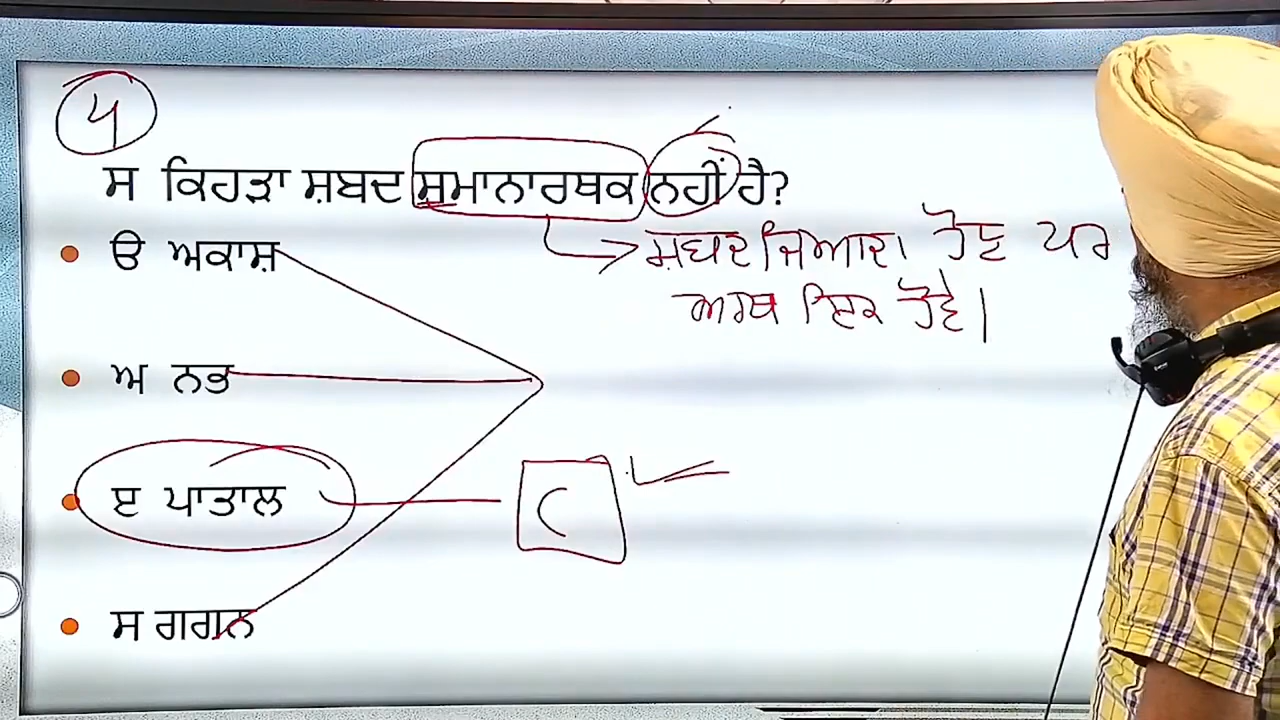 ੫
ਸ ਕਿਹੜਾ ਸ਼ਬਦ ਸਮਾਨਾਰਥਕ ਨਹੀਂ ਹੈ?
ੳ ਅਕਾਸ਼
ਸ਼ਬਦ ਜਿਆਦਾ ਹੋਣ ਪਰ
ਅਰਥ ਇਕ ਹੋਵੇ।
ਅ ਨਭ
ੲ ਪਾਤਾਲ
C
ਸ ਗਗਨ